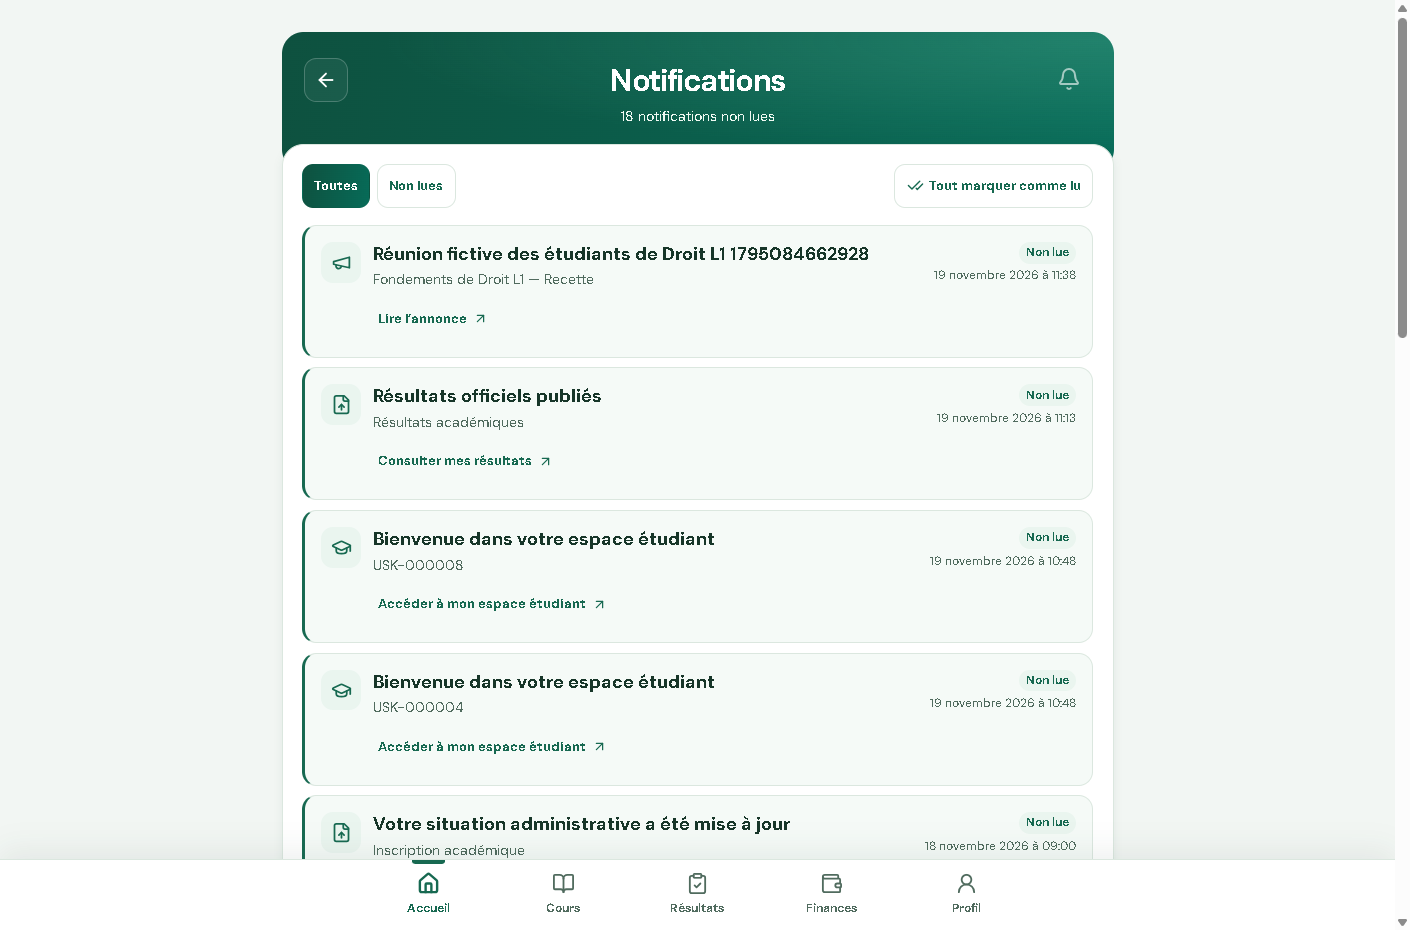 Notifications
18 notifications non lues
Toutes
Non lues
Tout marquer comme lu
Réunion fictive des étudiants de Droit L1 1795084662928
Non lue
Fondements de Droit L1 — Recette
19 novembre 2026 à 11:38
Lire l'annonce
Résultats officiels publiés
Non lue
Résultats académiques
19 novembre 2026 à 11:13
Consulter mes résultats
Bienvenue dans votre espace étudiant
Non lue
USK-000008
19 novembre 2026 à 10:48
Accéder à mon espace étudiant
Bienvenue dans votre espace étudiant
Non lue
USK-000004
19 novembre 2026 à 10:48
Accéder à mon espace étudiant
Votre situation administrative a été mise à jour
Non lue
Inscription académique
18 novembre 2026 à 09:00
Accueil
Cours
Résultats
Finances
Profil